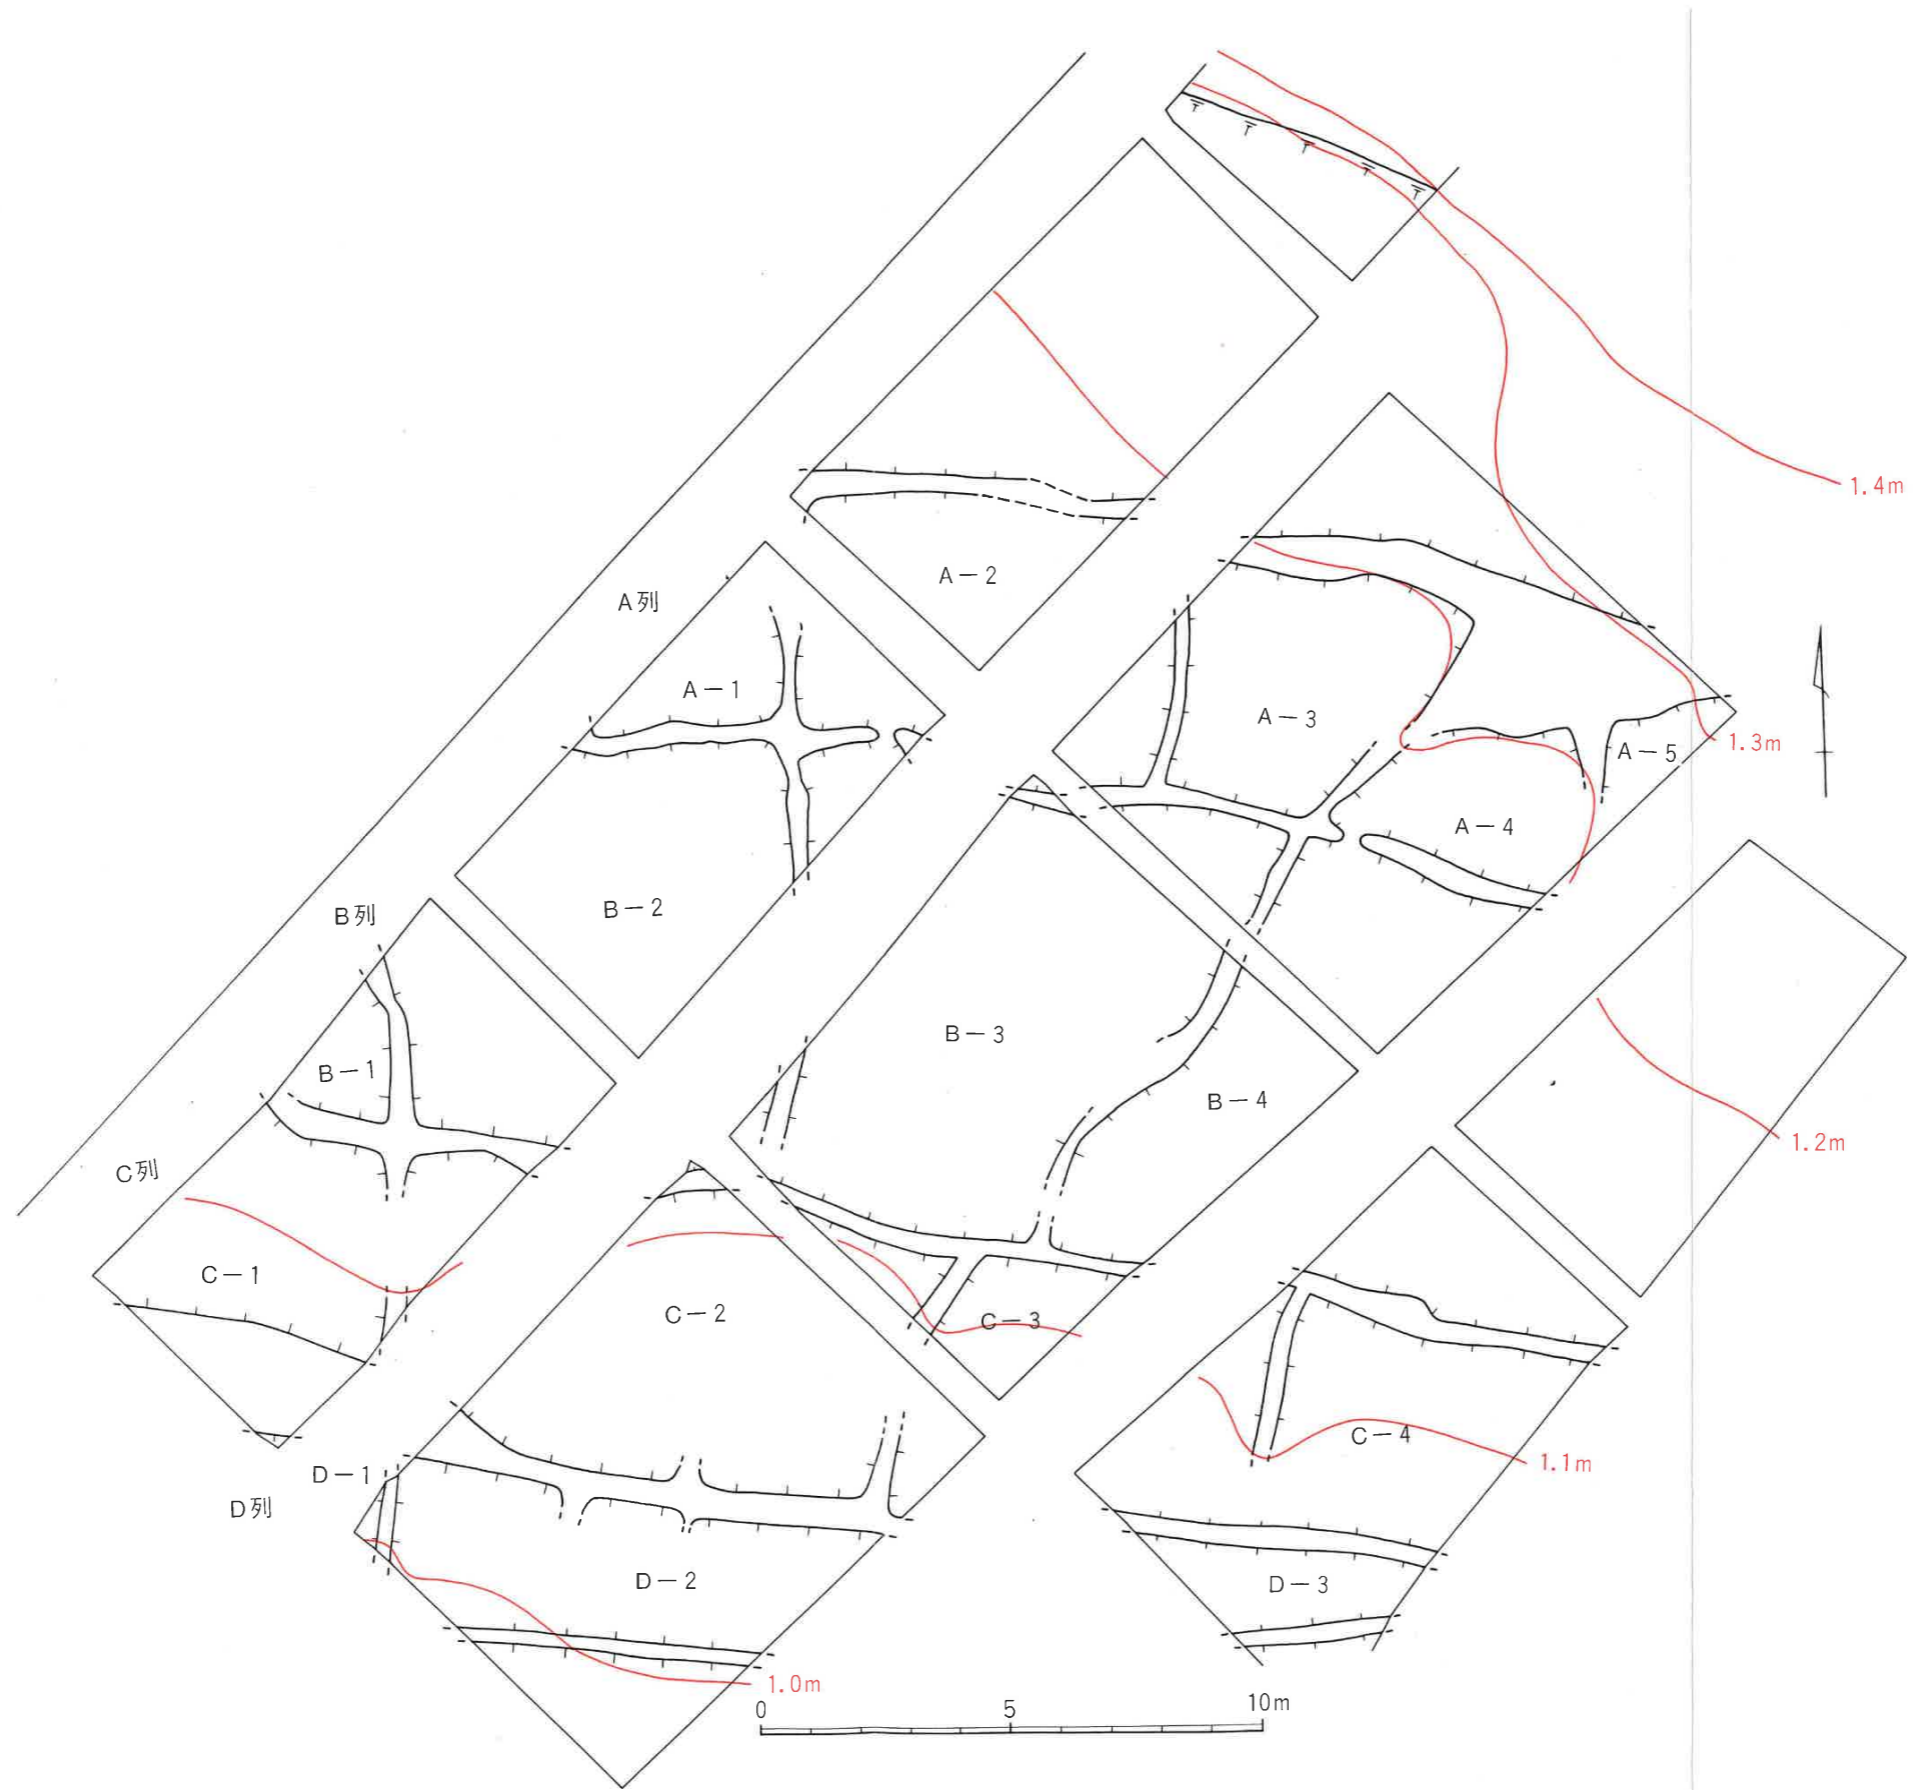 1.4m
A-2
A列
A-1
A-3
A-5
1.3m
A-4
B列
B-2
B-3
B-1
B-4
1.2m
C列
C-1
C-2
C-3
C-4
1.1m
D-1
D列
D-2
D-3
1.0m
0 5 10m